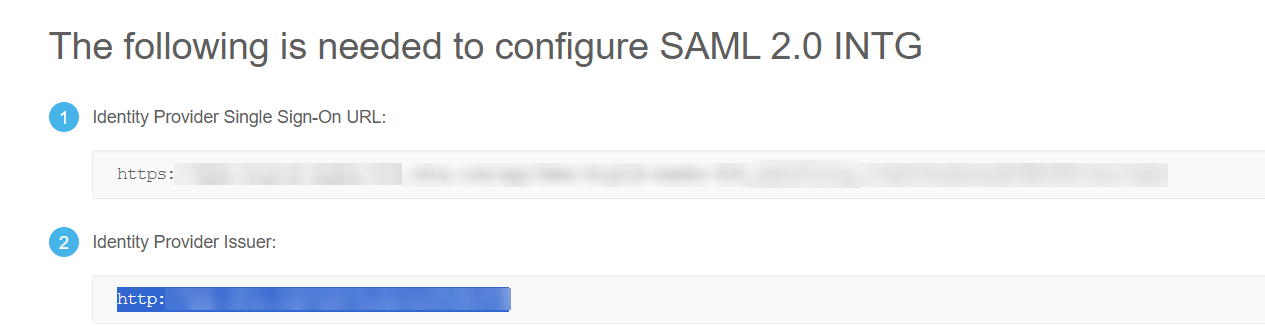 The following is needed to configure SAML 2.0 INTG
1 Identity Provider Single Sign-On URL:
https:
2 Identity Provider Issuer:
http: